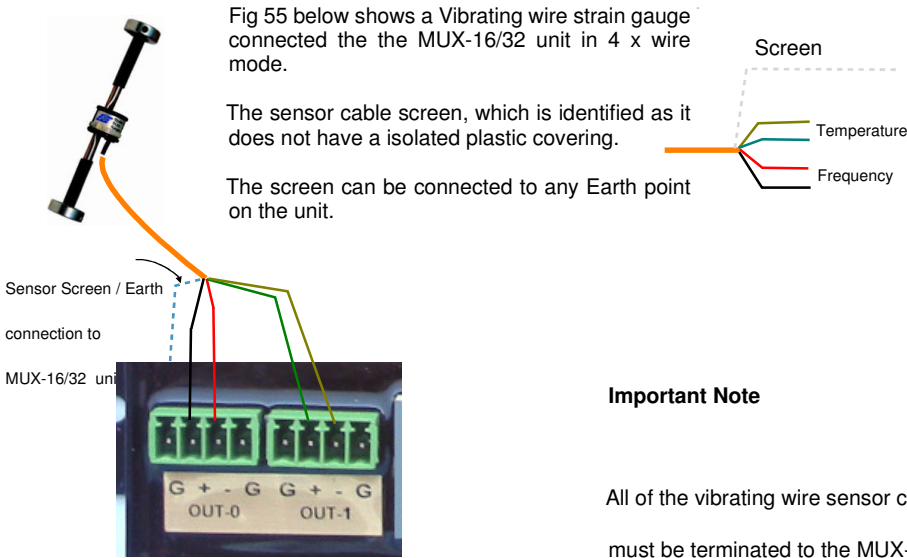 Fig 55 below shows a Vibrating wire strain gauge
connected the the MUX-16/32 unit in 4 x wire
mode.
The sensor cable screen, which is identified as it
does not have a isolated plastic covering.
The screen can be connected to any Earth point
on the unit.
Screen
Temperature
Frequency
Sensor Screen / Earth
connection to
MUX-16/32 uni
G + - G G + - G
OUT-0 OUT-1
Important Note
All of the vibrating wire sensor c
must be terminated to the MUX-